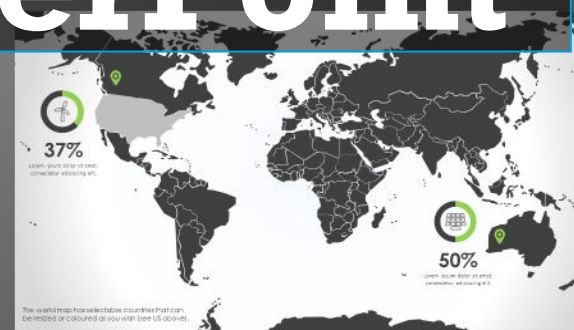 erPoint
37%
Lorem ipsum dolor sit amet,
consectetur adipiscing elit.
50%
Lorem ipsum dolor sit amet,
consectetur adipiscing elit.
The world map has selectable countries that can
be resized or coloured as you wish (see US above).